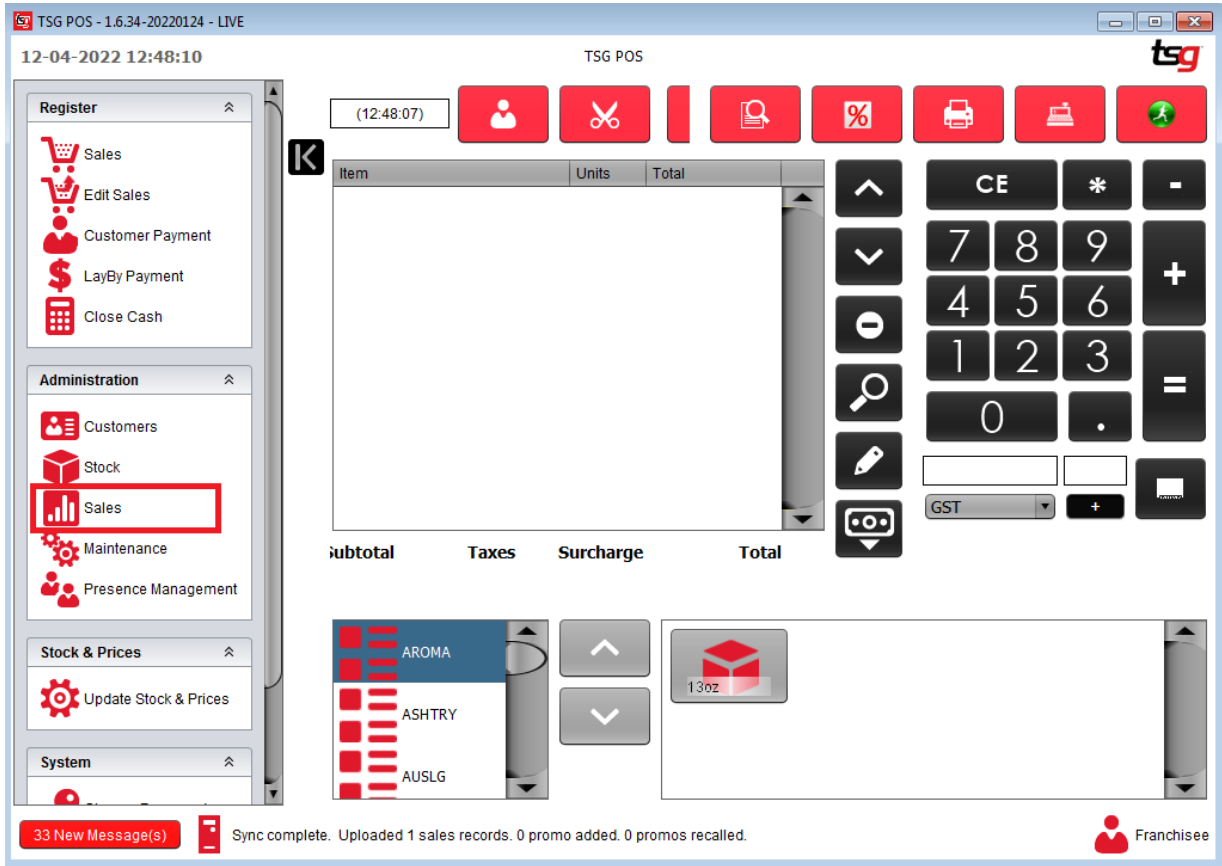 TSG POS - 1.6.34-20220124 - LIVE
12-04-2022 12:48:10
TSG POS
tsg
Register
Sales
Edit Sales
Customer Payment
LayBy Payment
Close Cash
Administration
Customers
Stock
Sales
Maintenance
Presence Management
Stock & Prices
Update Stock & Prices
System
(12:48:07)
%
Item Units Total
CE * -
7 8 9 +
4 5 6
1 2 3 =
0 .
GST +
Subtotal Taxes Surcharge Total
AROMA
ASHTRY
AUSLG
13oz
33 New Message(s)
Sync complete. Uploaded 1 sales records. 0 promo added. 0 promos recalled.
Franchisee